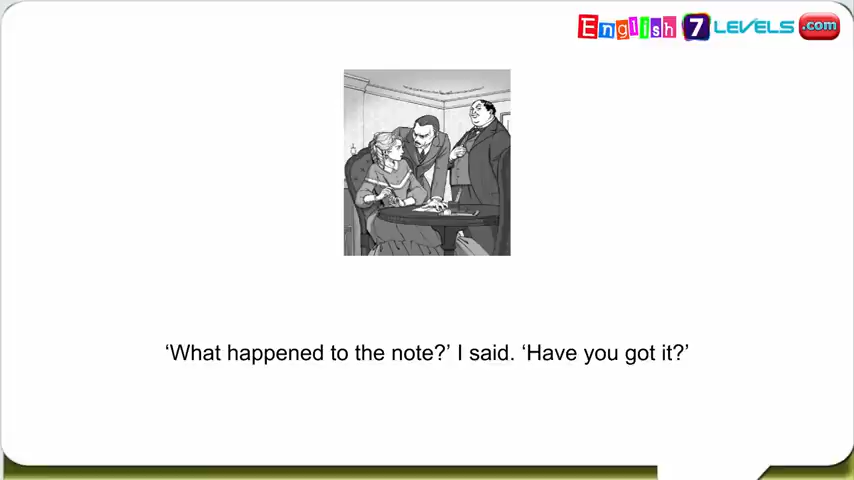 English 7 LEVELS .com
‘What happened to the note?’ I said. ‘Have you got it?’